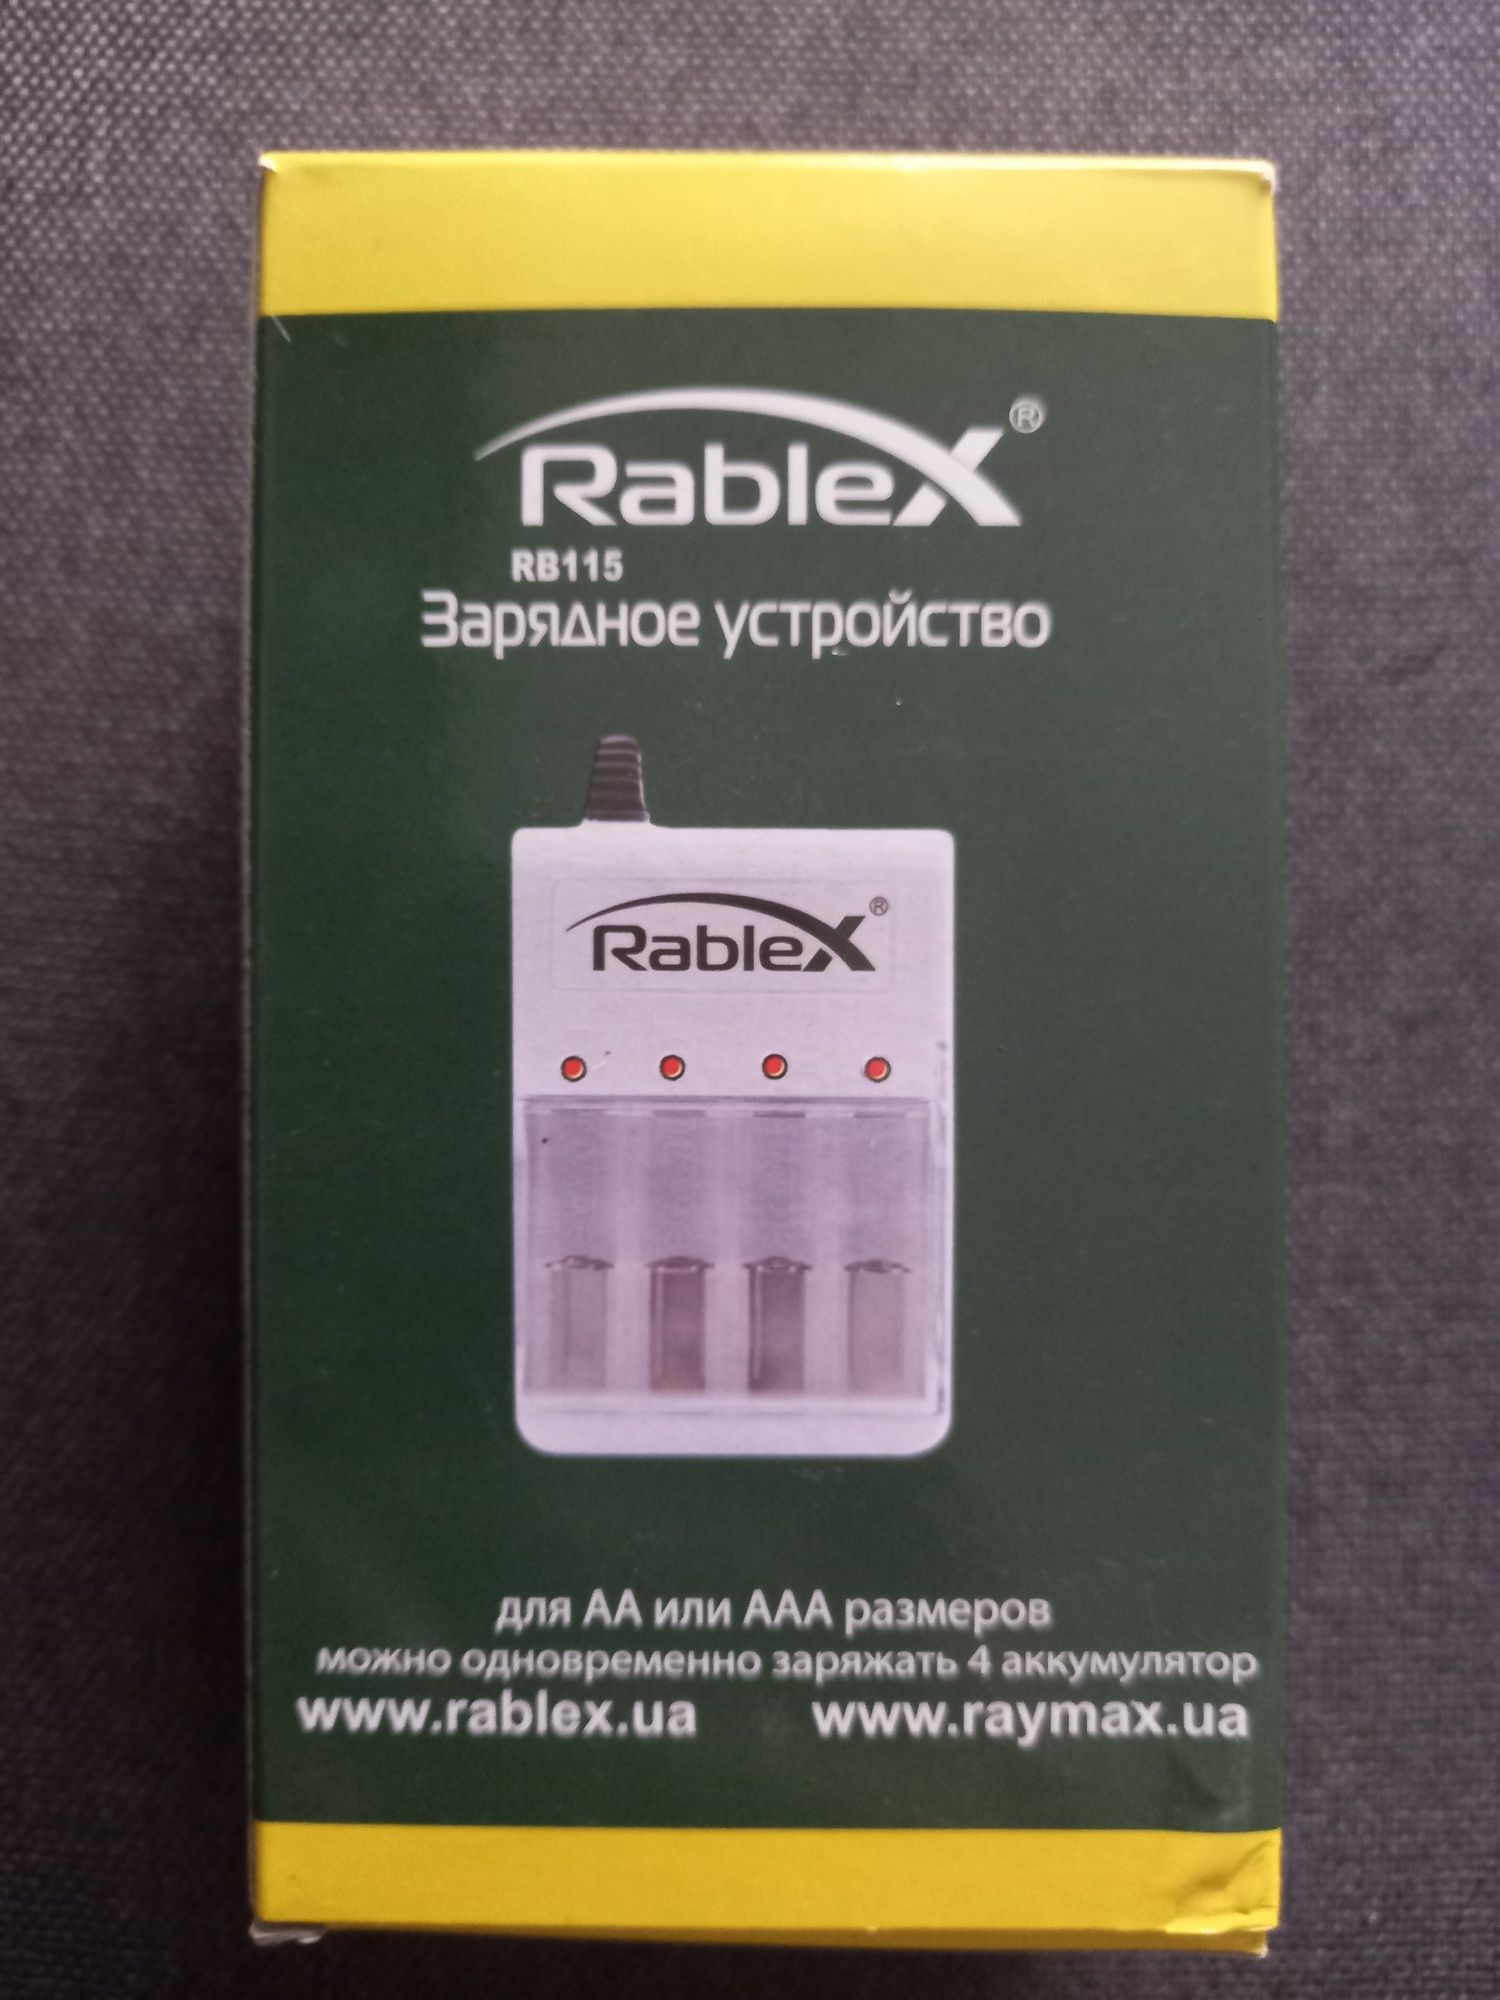 Rablex®
RB115
Зарядное устройство
Rablex®
для АА или ААА размеров
можно одновременно заряжать 4 аккумулятор
www.rablex.ua www.raymax.ua